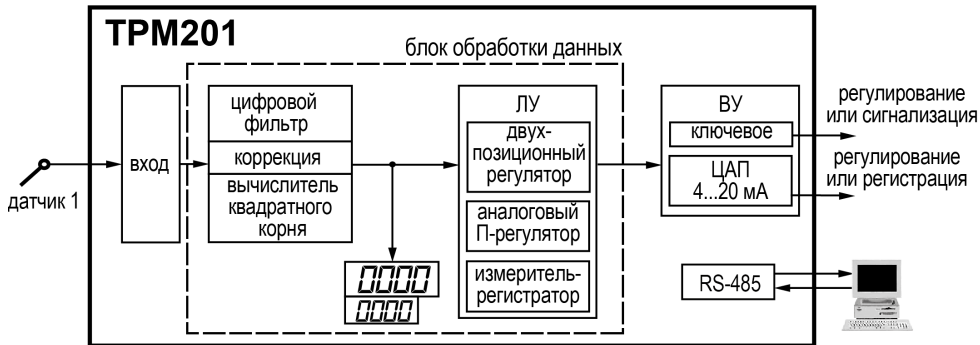 ТРМ201
блок обработки данных
датчик 1
вход
цифровой
фильтр
коррекция
вычислитель
квадратного
корня
0000
0000
ЛУ
двух-
позиционный
регулятор
аналоговый
П-регулятор
измеритель-
регистратор
ВУ
ключевое
ЦАП
4...20 мА
регулирование
или сигнализация
регулирование
или регистрация
RS-485